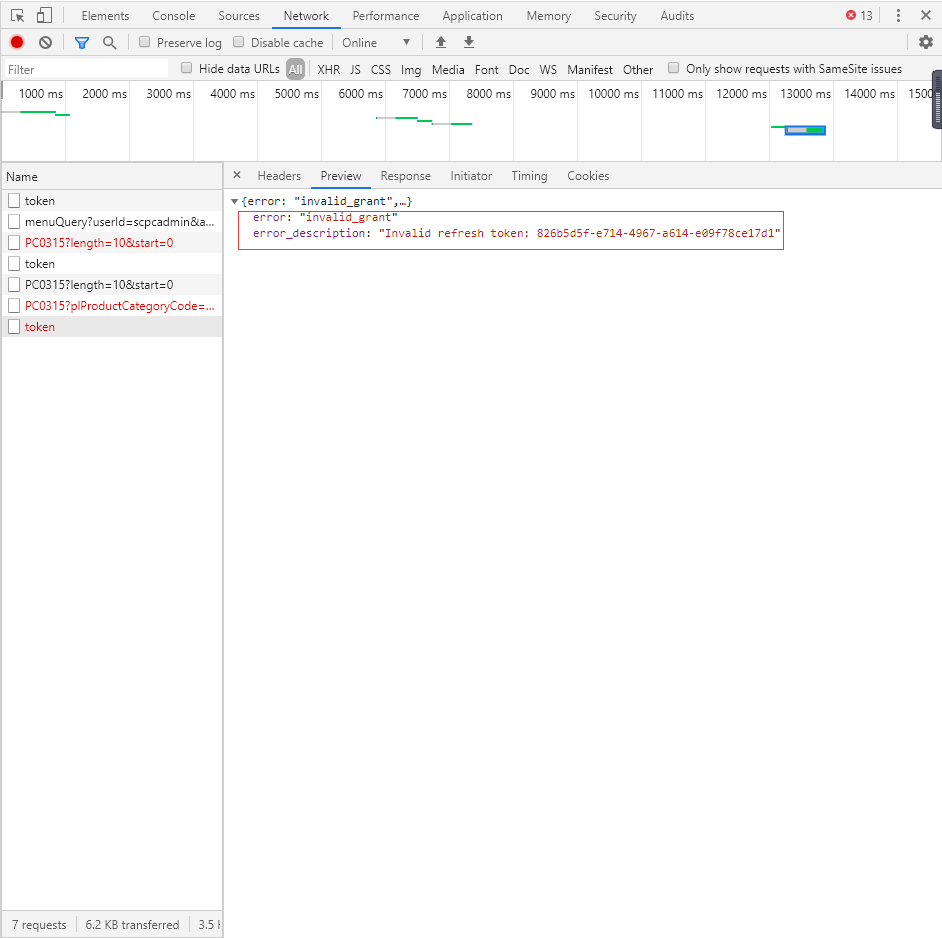 Elements Console Sources Network Performance Application Memory Security Audits 13
Preserve log Disable cache Online
Filter Hide data URLs All XHR JS CSS Img Media Font Doc WS Manifest Other Only show requests with SameSite issues
1000 ms 2000 ms 3000 ms 4000 ms 5000 ms 6000 ms 7000 ms 8000 ms 9000 ms 10000 ms 11000 ms 12000 ms 13000 ms 14000 ms 1500
Name
Headers Preview Response Initiator Timing Cookies
token
menuQuery?userId=scpcadmin&a...
PC0315?length=10&start=0
token
PC0315?length=10&start=0
PC0315?plProductCategoryCode=...
token
{error: "invalid_grant",…}
error: "invalid_grant"
error_description: "Invalid refresh token: 826b5d5f-e714-4967-a614-e09f78ce17d1"
7 requests 6.2 KB transferred 3.5